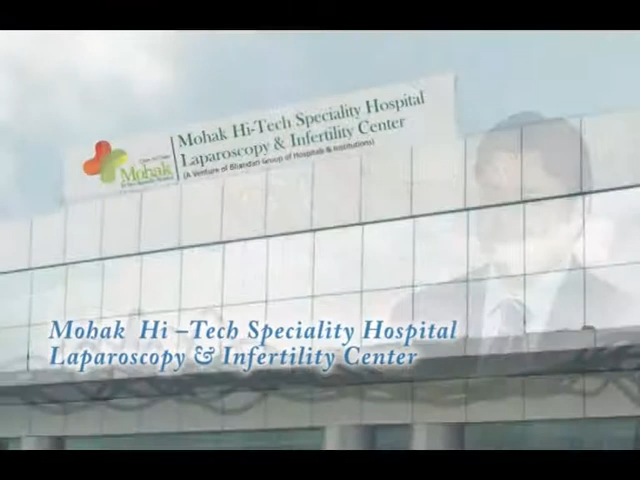 Mohak Hi-Tech Speciality Hospital
Laparoscopy & Infertility Center
(A Venture of Bhandari Group of Hospitals & Institutions)
Mohak
Mohak Hi –Tech Speciality Hospital
Laparoscopy & Infertility Center